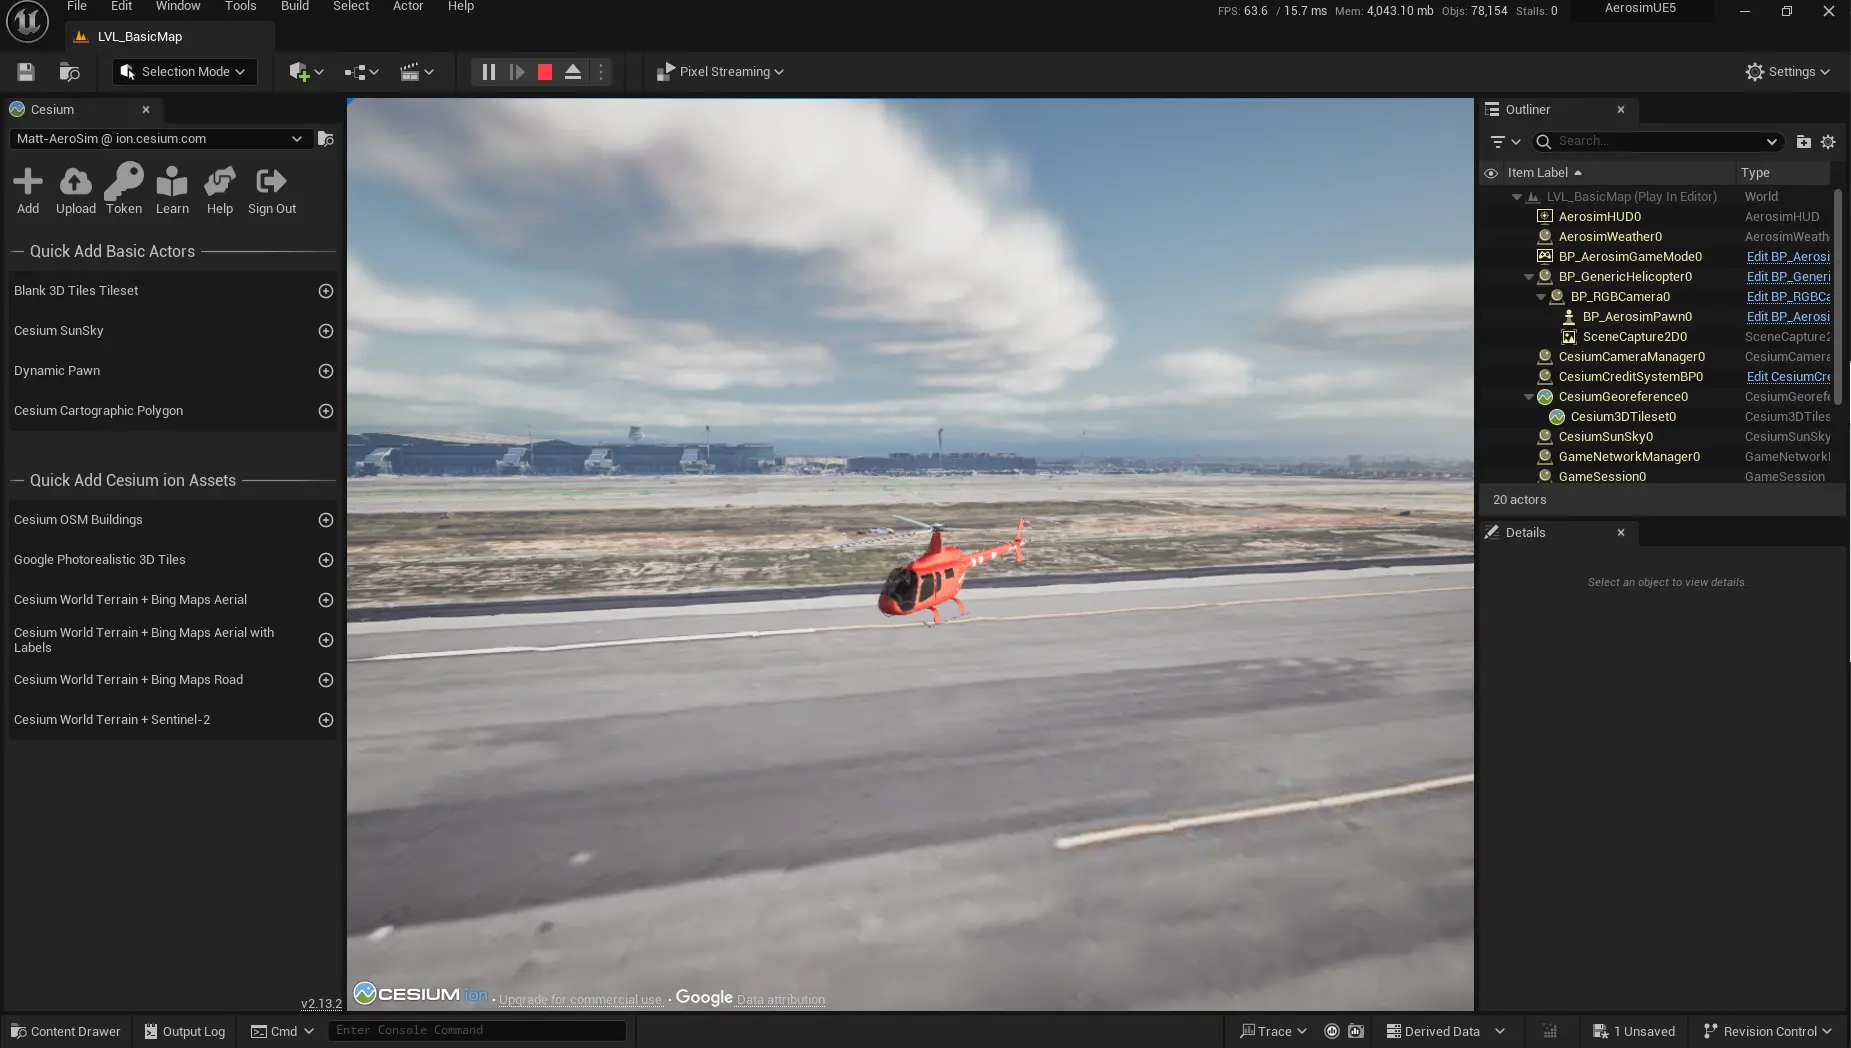 File Edit Window Tools Build Select Actor Help
FPS: 63.6 / 15.7 ms Mem: 4,043.10 mb Objs: 78,154 Stalls: 0
AerosimUE5
LVL_BasicMap
Selection Mode
Pixel Streaming
Settings
Cesium
Matt-AeroSim @ ion.cesium.com
Add Upload Token Learn Help Sign Out
Quick Add Basic Actors
Blank 3D Tiles Tileset
Cesium SunSky
Dynamic Pawn
Cesium Cartographic Polygon
Quick Add Cesium ion Assets
Cesium OSM Buildings
Google Photorealistic 3D Tiles
Cesium World Terrain + Bing Maps Aerial
Cesium World Terrain + Bing Maps Aerial with
Labels
Cesium World Terrain + Bing Maps Road
Cesium World Terrain + Sentinel-2
v2.13.2
CESIUM ion · Upgrade for commercial use. · Google Data attribution
Outliner
Search...
Item Label Type
LVL_BasicMap (Play In Editor) World
AerosimHUD0 AerosimHUD
AerosimWeather0 AerosimWeath
BP_AerosimGameMode0 Edit BP_Aerosi
BP_GenericHelicopter0 Edit BP_Generi
BP_RGBCamera0 Edit BP_RGBCa
BP_AerosimPawn0 Edit BP_Aerosi
SceneCapture2D0 SceneCapture2
CesiumCameraManager0 CesiumCamera
CesiumCreditSystemBP0 Edit CesiumCre
CesiumGeoreference0 CesiumGeorefe
Cesium3DTileset0 Cesium3DTiles
CesiumSunSky0 CesiumSunSky
GameNetworkManager0 GameNetworkl
GameSession0 GameSession
20 actors
Details
Select an object to view details.
Content Drawer Output Log Cmd Enter Console Command
Trace Derived Data 1 Unsaved Revision Control